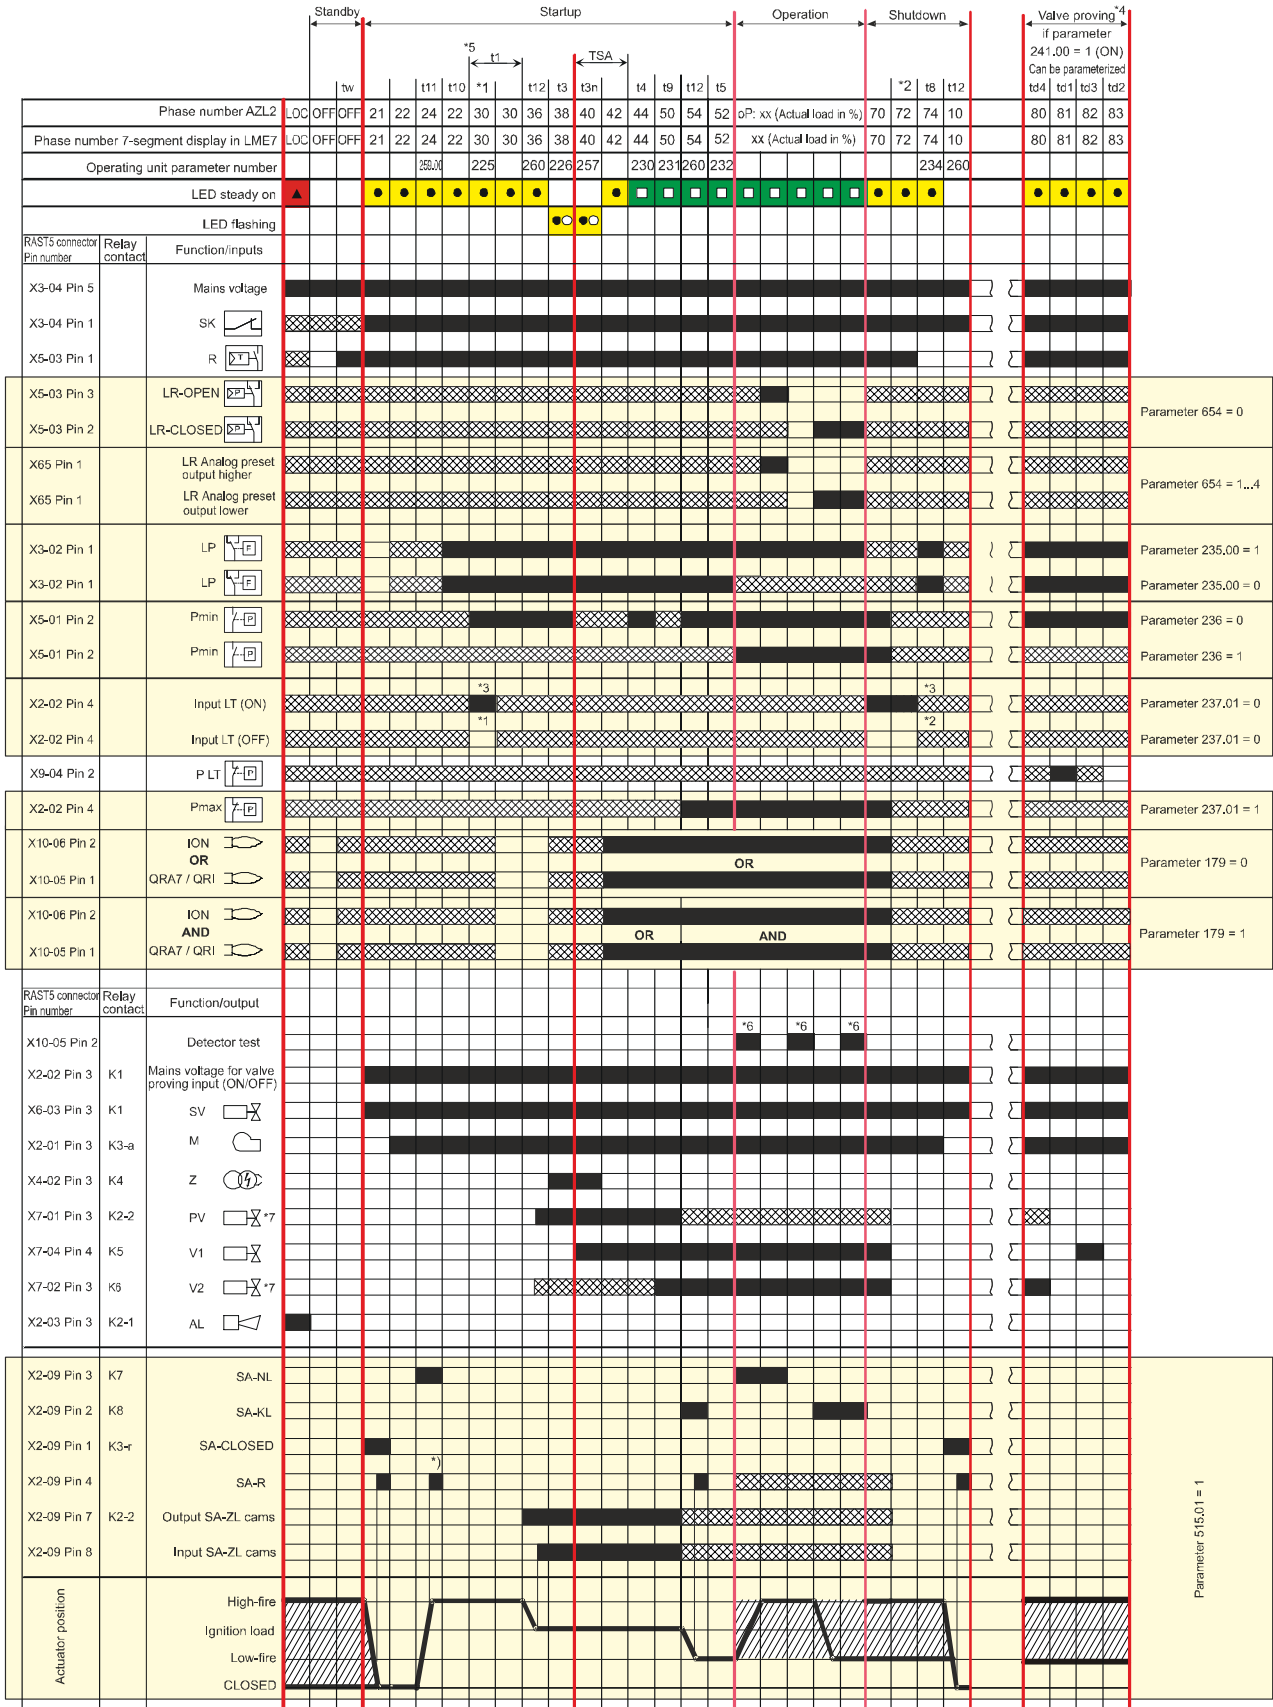 Standby Startup Operation Shutdown Valve proving*4
if parameter
241.00 = 1 (ON)
Can be parameterized
*5 t1 TSA
tw t11 t10 *1 t12 t3 t3n t4 t9 t12 t5 *2 t8 t12 td4 td1 td3 td2
Phase number AZL2 LOC OFF OFF 21 22 24 22 30 30 36 38 40 42 44 50 54 52 oP: xx (Actual load in %) 70 72 74 10 80 81 82 83
Phase number 7-segment display in LME7 LOC OFF OFF 21 22 24 22 30 30 36 38 40 42 44 50 54 52 xx (Actual load in %) 70 72 74 10 80 81 82 83
Operating unit parameter number 259.00 225 260 226 257 230 231 260 232 234 260
LED steady on
LED flashing
RAST5 connector Pin number Relay contact Function/inputs
X3-04 Pin 5 Mains voltage
X3-04 Pin 1 SK
X5-03 Pin 1 R T
X5-03 Pin 3 LR-OPEN P
Parameter 654 = 0
X5-03 Pin 2 LR-CLOSED P
X65 Pin 1 LR Analog preset output higher
Parameter 654 = 1...4
X65 Pin 1 LR Analog preset output lower
X3-02 Pin 1 LP F Parameter 235.00 = 1
X3-02 Pin 1 LP F Parameter 235.00 = 0
X5-01 Pin 2 Pmin P Parameter 236 = 0
X5-01 Pin 2 Pmin P Parameter 236 = 1
*3 *3
X2-02 Pin 4 Input LT (ON) Parameter 237.01 = 0
*1 *2
X2-02 Pin 4 Input LT (OFF) Parameter 237.01 = 0
X9-04 Pin 2 P LT P
X2-02 Pin 4 Pmax P Parameter 237.01 = 1
X10-06 Pin 2 ION
OR OR Parameter 179 = 0
X10-05 Pin 1 QRA7 / QRI
X10-06 Pin 2 ION
AND OR AND Parameter 179 = 1
X10-05 Pin 1 QRA7 / QRI
RAST5 connector Pin number Relay contact Function/output
*6 *6 *6
X10-05 Pin 2 Detector test
X2-02 Pin 3 K1 Mains voltage for valve proving input (ON/OFF)
X6-03 Pin 3 K1 SV
X2-01 Pin 3 K3-a M
X4-02 Pin 3 K4 Z
X7-01 Pin 3 K2-2 PV *7
X7-04 Pin 4 K5 V1
X7-02 Pin 3 K6 V2 *7
X2-03 Pin 3 K2-1 AL
X2-09 Pin 3 K7 SA-NL
X2-09 Pin 2 K8 SA-KL
X2-09 Pin 1 K3-r SA-CLOSED
*)
X2-09 Pin 4 SA-R
X2-09 Pin 7 K2-2 Output SA-ZL cams
X2-09 Pin 8 Input SA-ZL cams
Parameter 515.01 = 1
Actuator position
High-fire
Ignition load
Low-fire
CLOSED